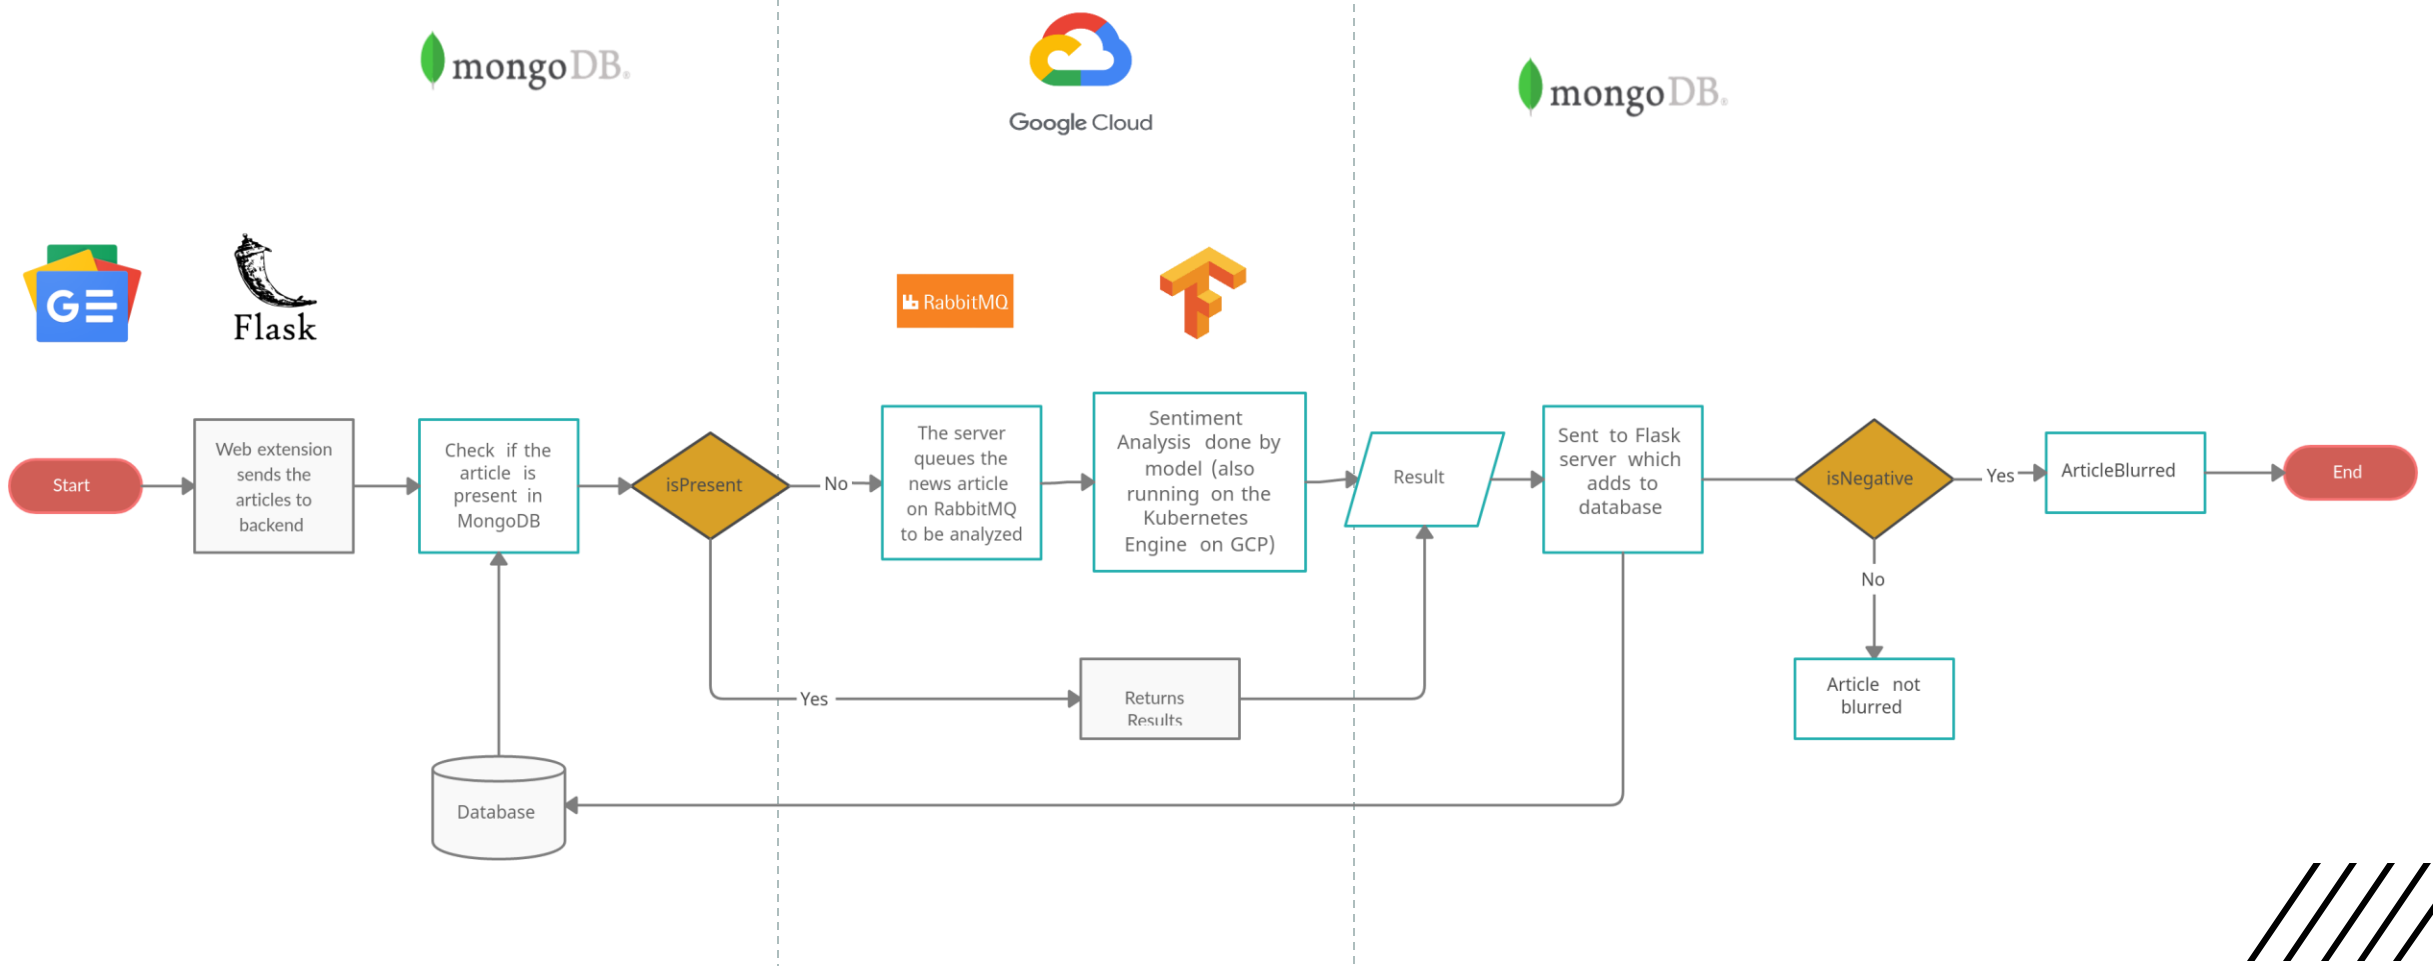 mongoDB®
Google Cloud
mongoDB®
G
Flask
RabbitMQ
Start
Web extension
sends the
articles to
backend
Check if the
article is
present in
MongoDB
isPresent
No
The server
queues the
news article
on RabbitMQ
to be analyzed
Sentiment
Analysis done by
model (also
running on the
Kubernetes
Engine on GCP)
Result
Sent to Flask
server which
adds to
database
isNegative
Yes
ArticleBlurred
End
No
Article not
blurred
Yes
Returns
Results
Database